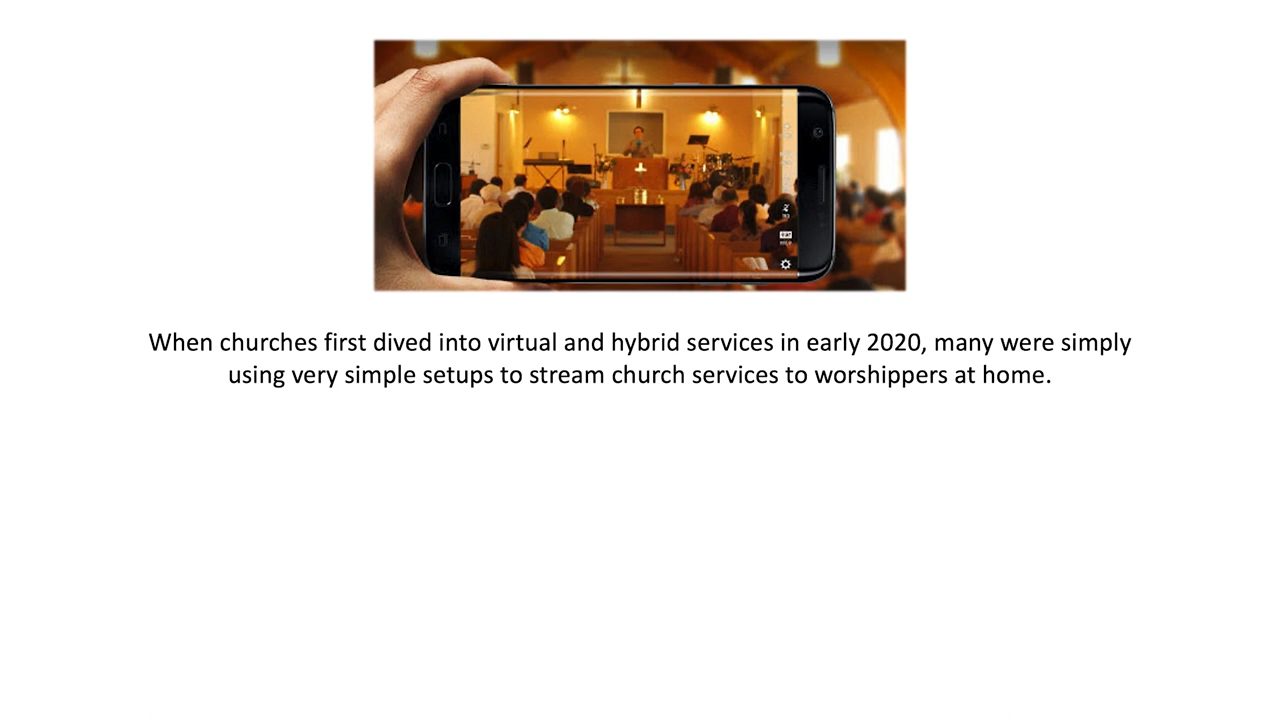 When churches first dived into virtual and hybrid services in early 2020, many were simply
using very simple setups to stream church services to worshippers at home.